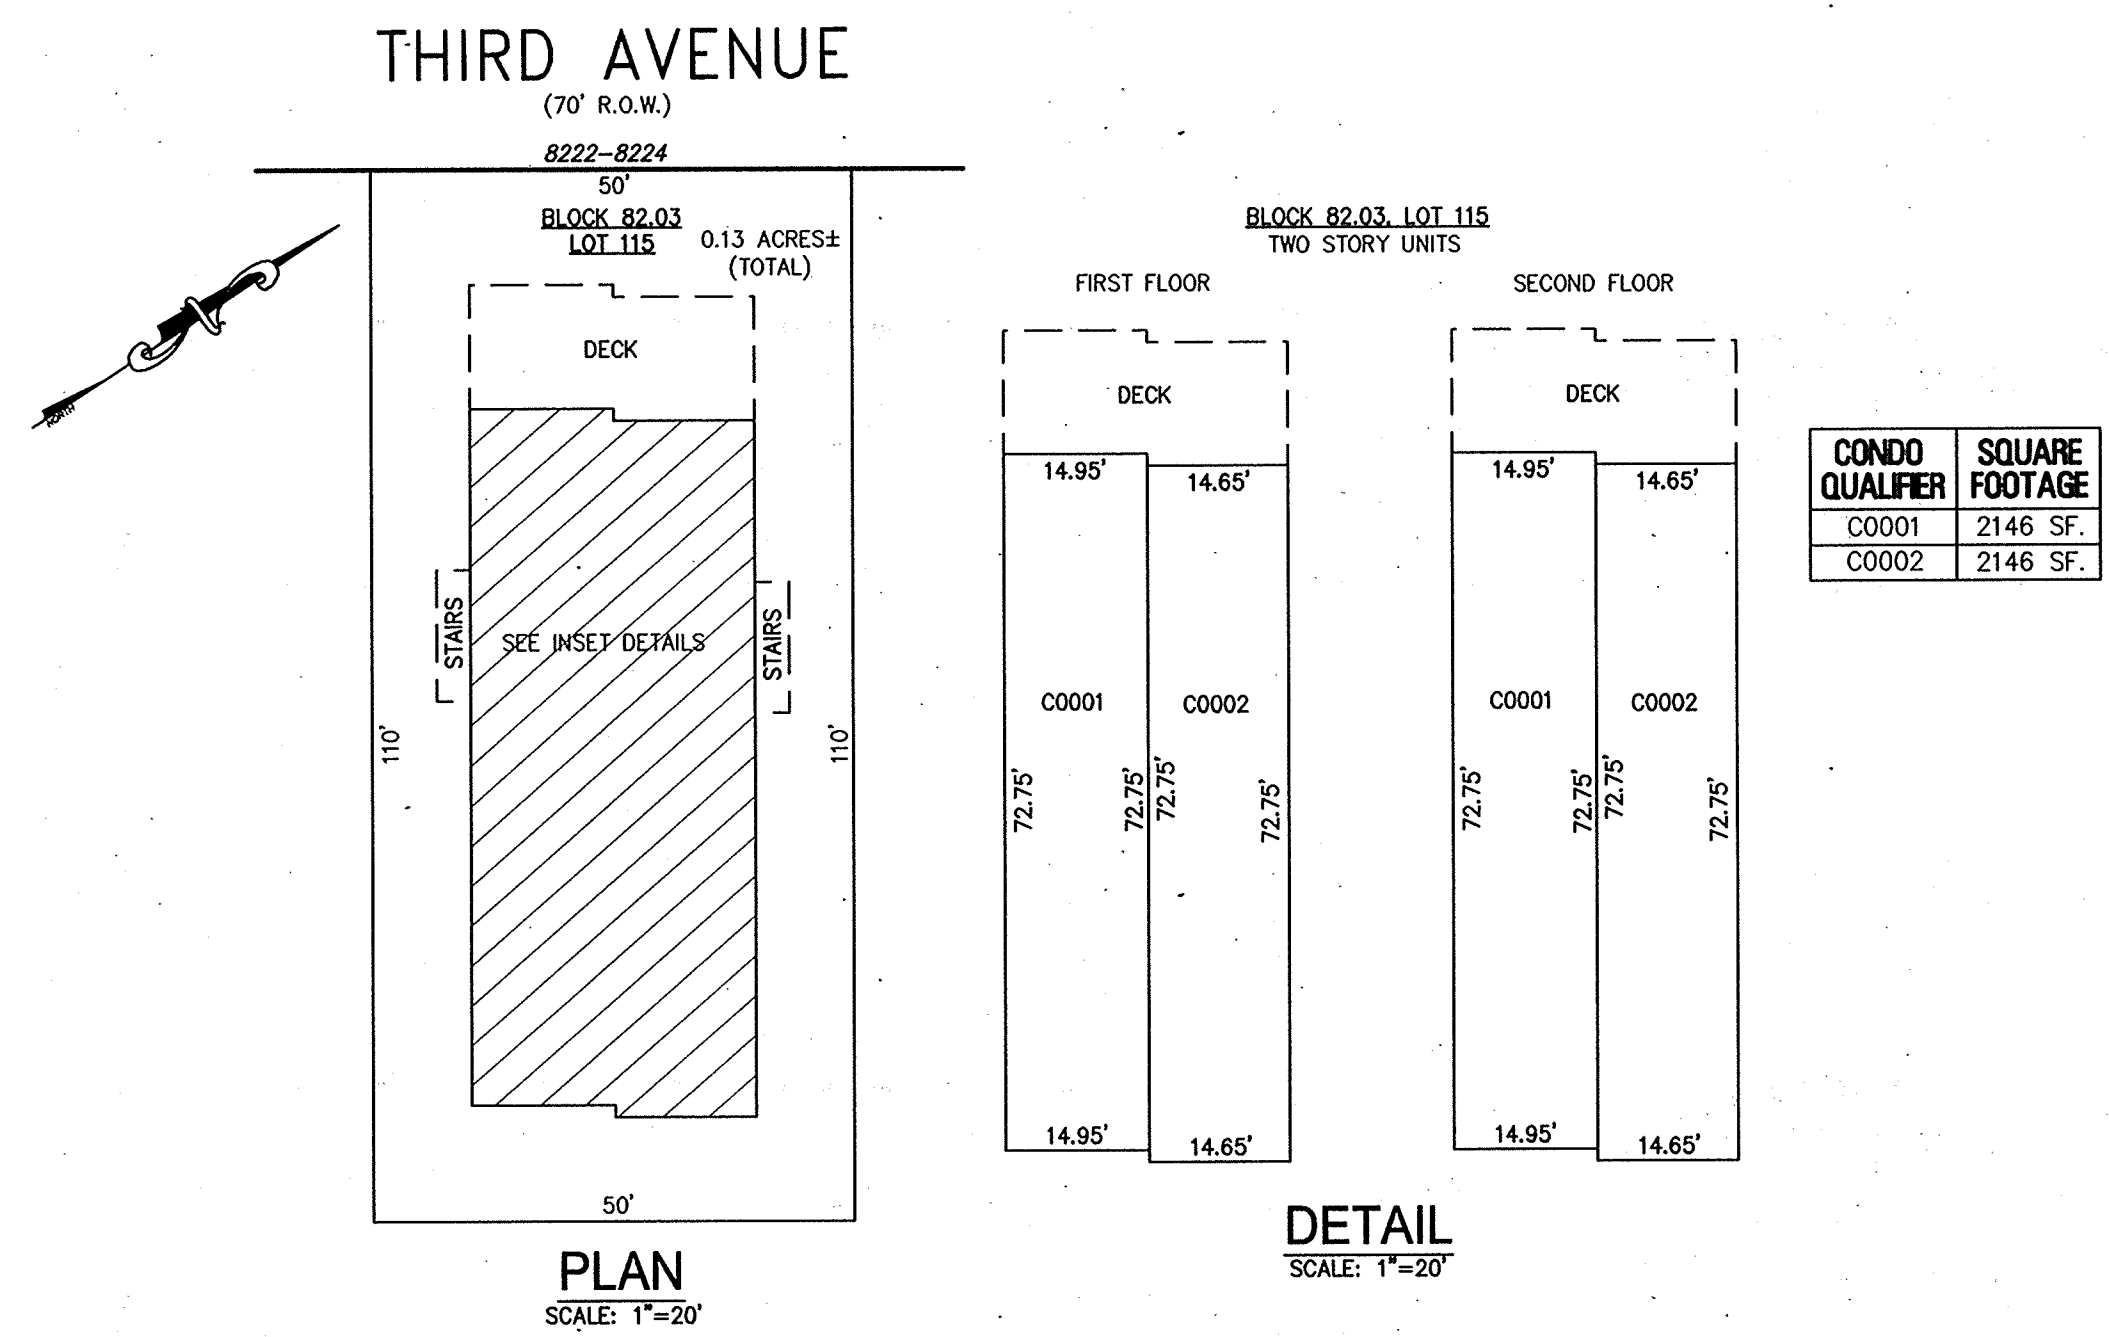 THIRD AVENUE
(70' R.O.W.)
8222-8224
50'
BLOCK 82.03
LOT 115
0.13 ACRES±
(TOTAL)
DECK
STAIRS
SEE INSET DETAILS
STAIRS
110'
110'
50'
NORTH
PLAN
SCALE: 1"=20'
BLOCK 82.03, LOT 115
TWO STORY UNITS
FIRST FLOOR
DECK
14.95'
14.65'
C0001
C0002
72.75'
72.75'
72.75'
72.75'
14.95'
14.65'
SECOND FLOOR
DECK
14.95'
14.65'
C0001
C0002
72.75'
72.75'
72.75'
72.75'
14.95'
14.65'
DETAIL
SCALE: 1"=20'
CONDO QUALIFIER SQUARE FOOTAGE
C0001 2146 SF.
C0002 2146 SF.